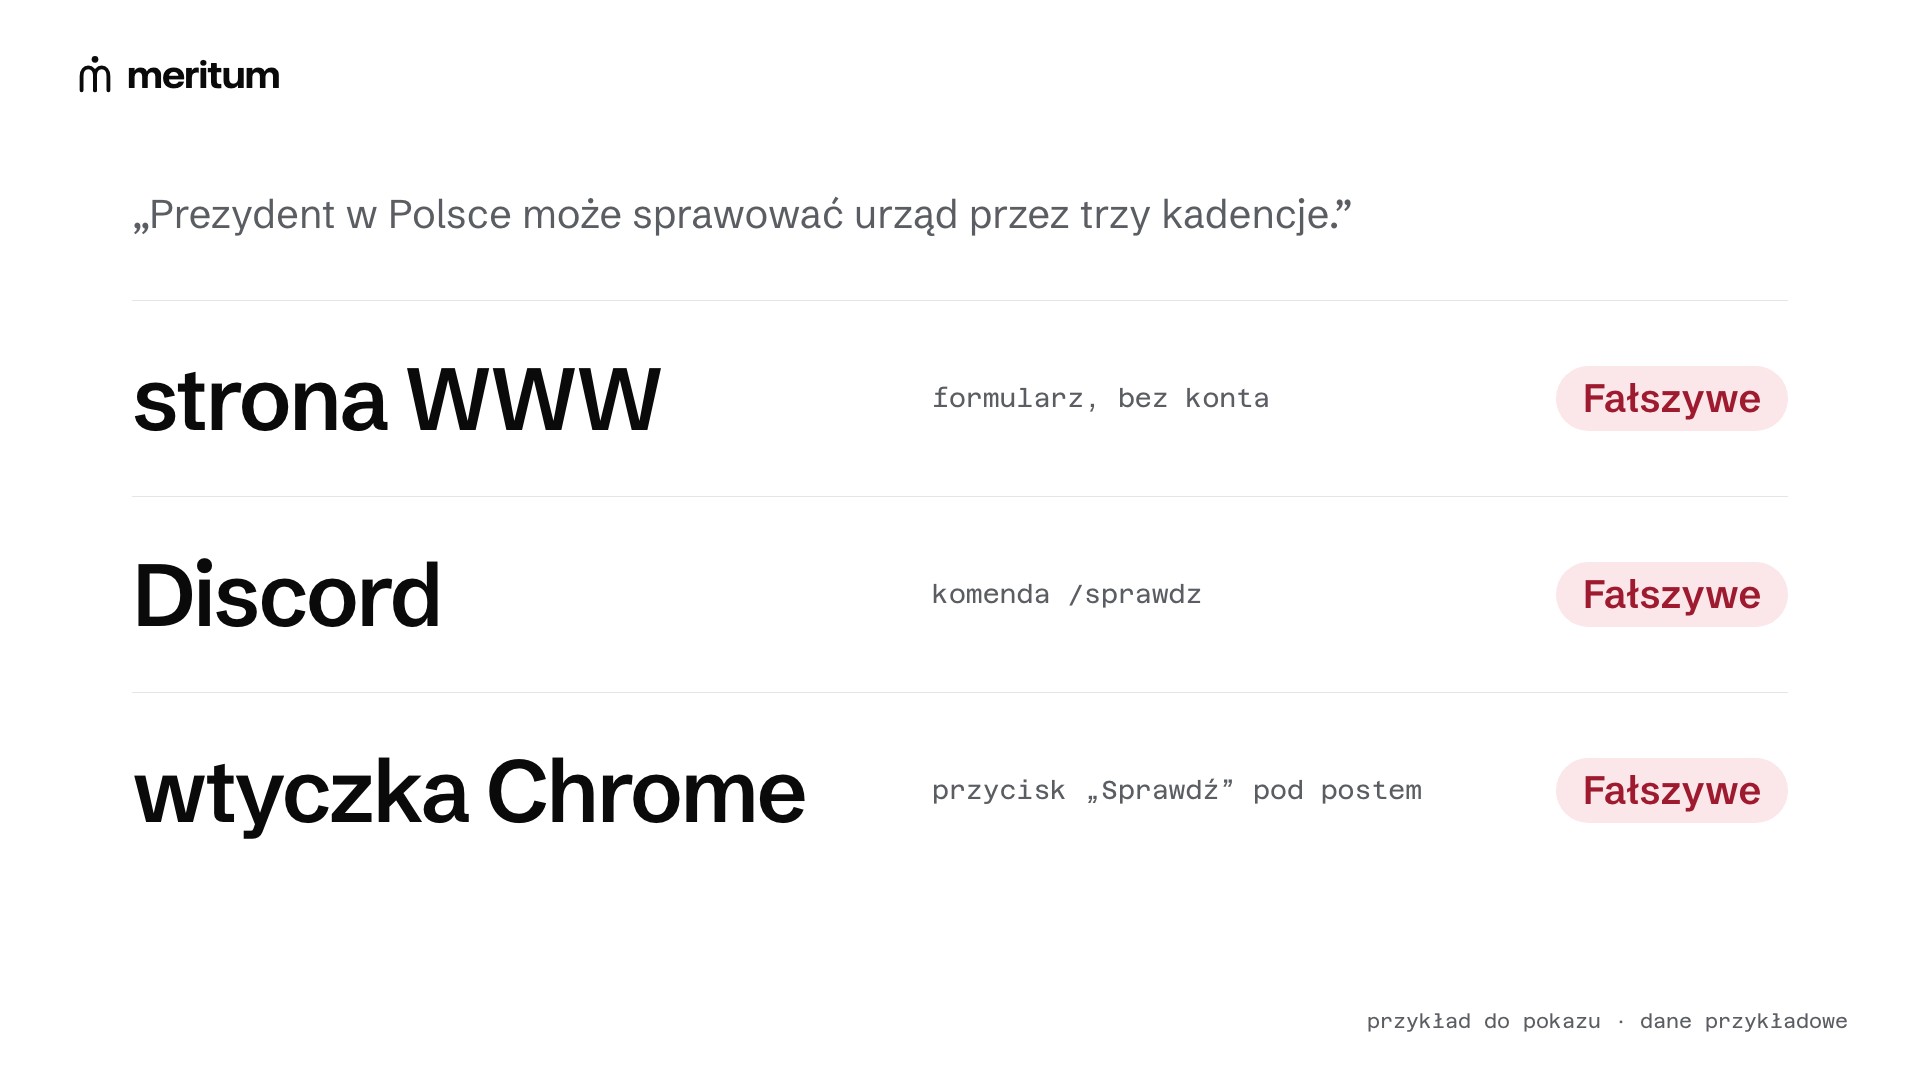 meritum
„Prezydent w Polsce może sprawować urząd przez trzy kadencje.”
strona WWW
formularz, bez konta
Fałszywe
Discord
komenda /sprawdz
Fałszywe
wtyczka Chrome
przycisk „Sprawdź” pod postem
Fałszywe
przykład do pokazu · dane przykładowe